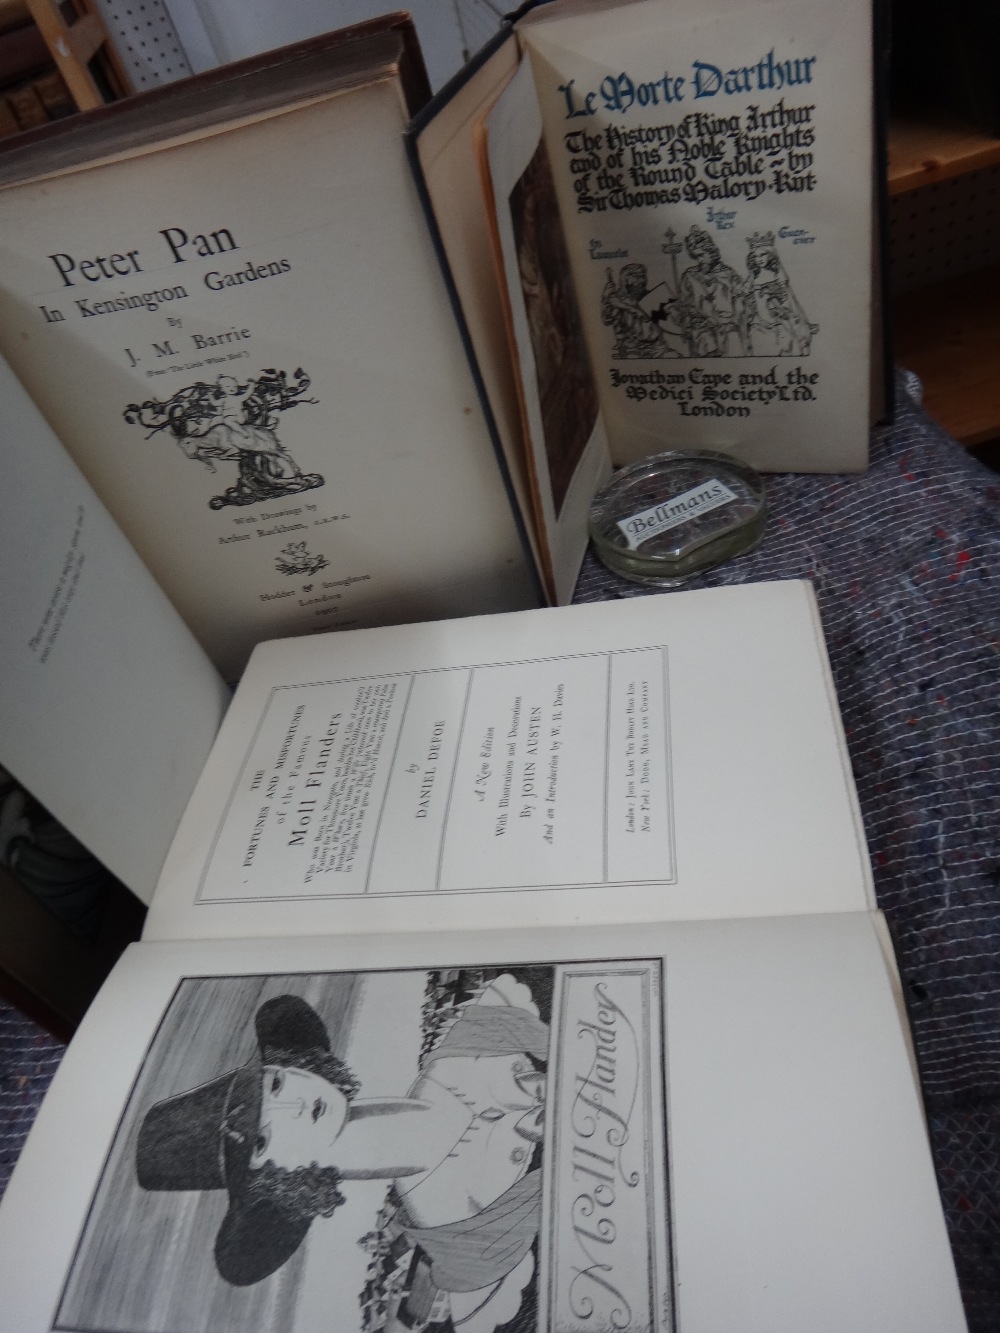 Peter Pan
In Kensington Gardens
By
J. M. Barrie
(From "The Little White Bird")
With Drawings by
Arthur Rackham, A.R.W.S.
Hodder & Stoughton
London
Le Morte Darthur
The History of King Arthur
and of his Noble Knights
of the Round Table ~ by
Sir Thomas Malory · Knt·
Arthur
Rex
Guen-
ever
Jonathan Cape and the
Medici Society Ltd.
London
Bellmans
THE
FORTUNES AND MISFORTUNES
of the Famous
Moll Flanders
by
DANIEL DEFOE
A New Edition
With Illustrations and Decorations
By JOHN AUSTEN
And an Introduction by W. H. Davies
London: John Lane The Bodley Head Ltd.
New York: Dodd, Mead and Company
Moll Flanders